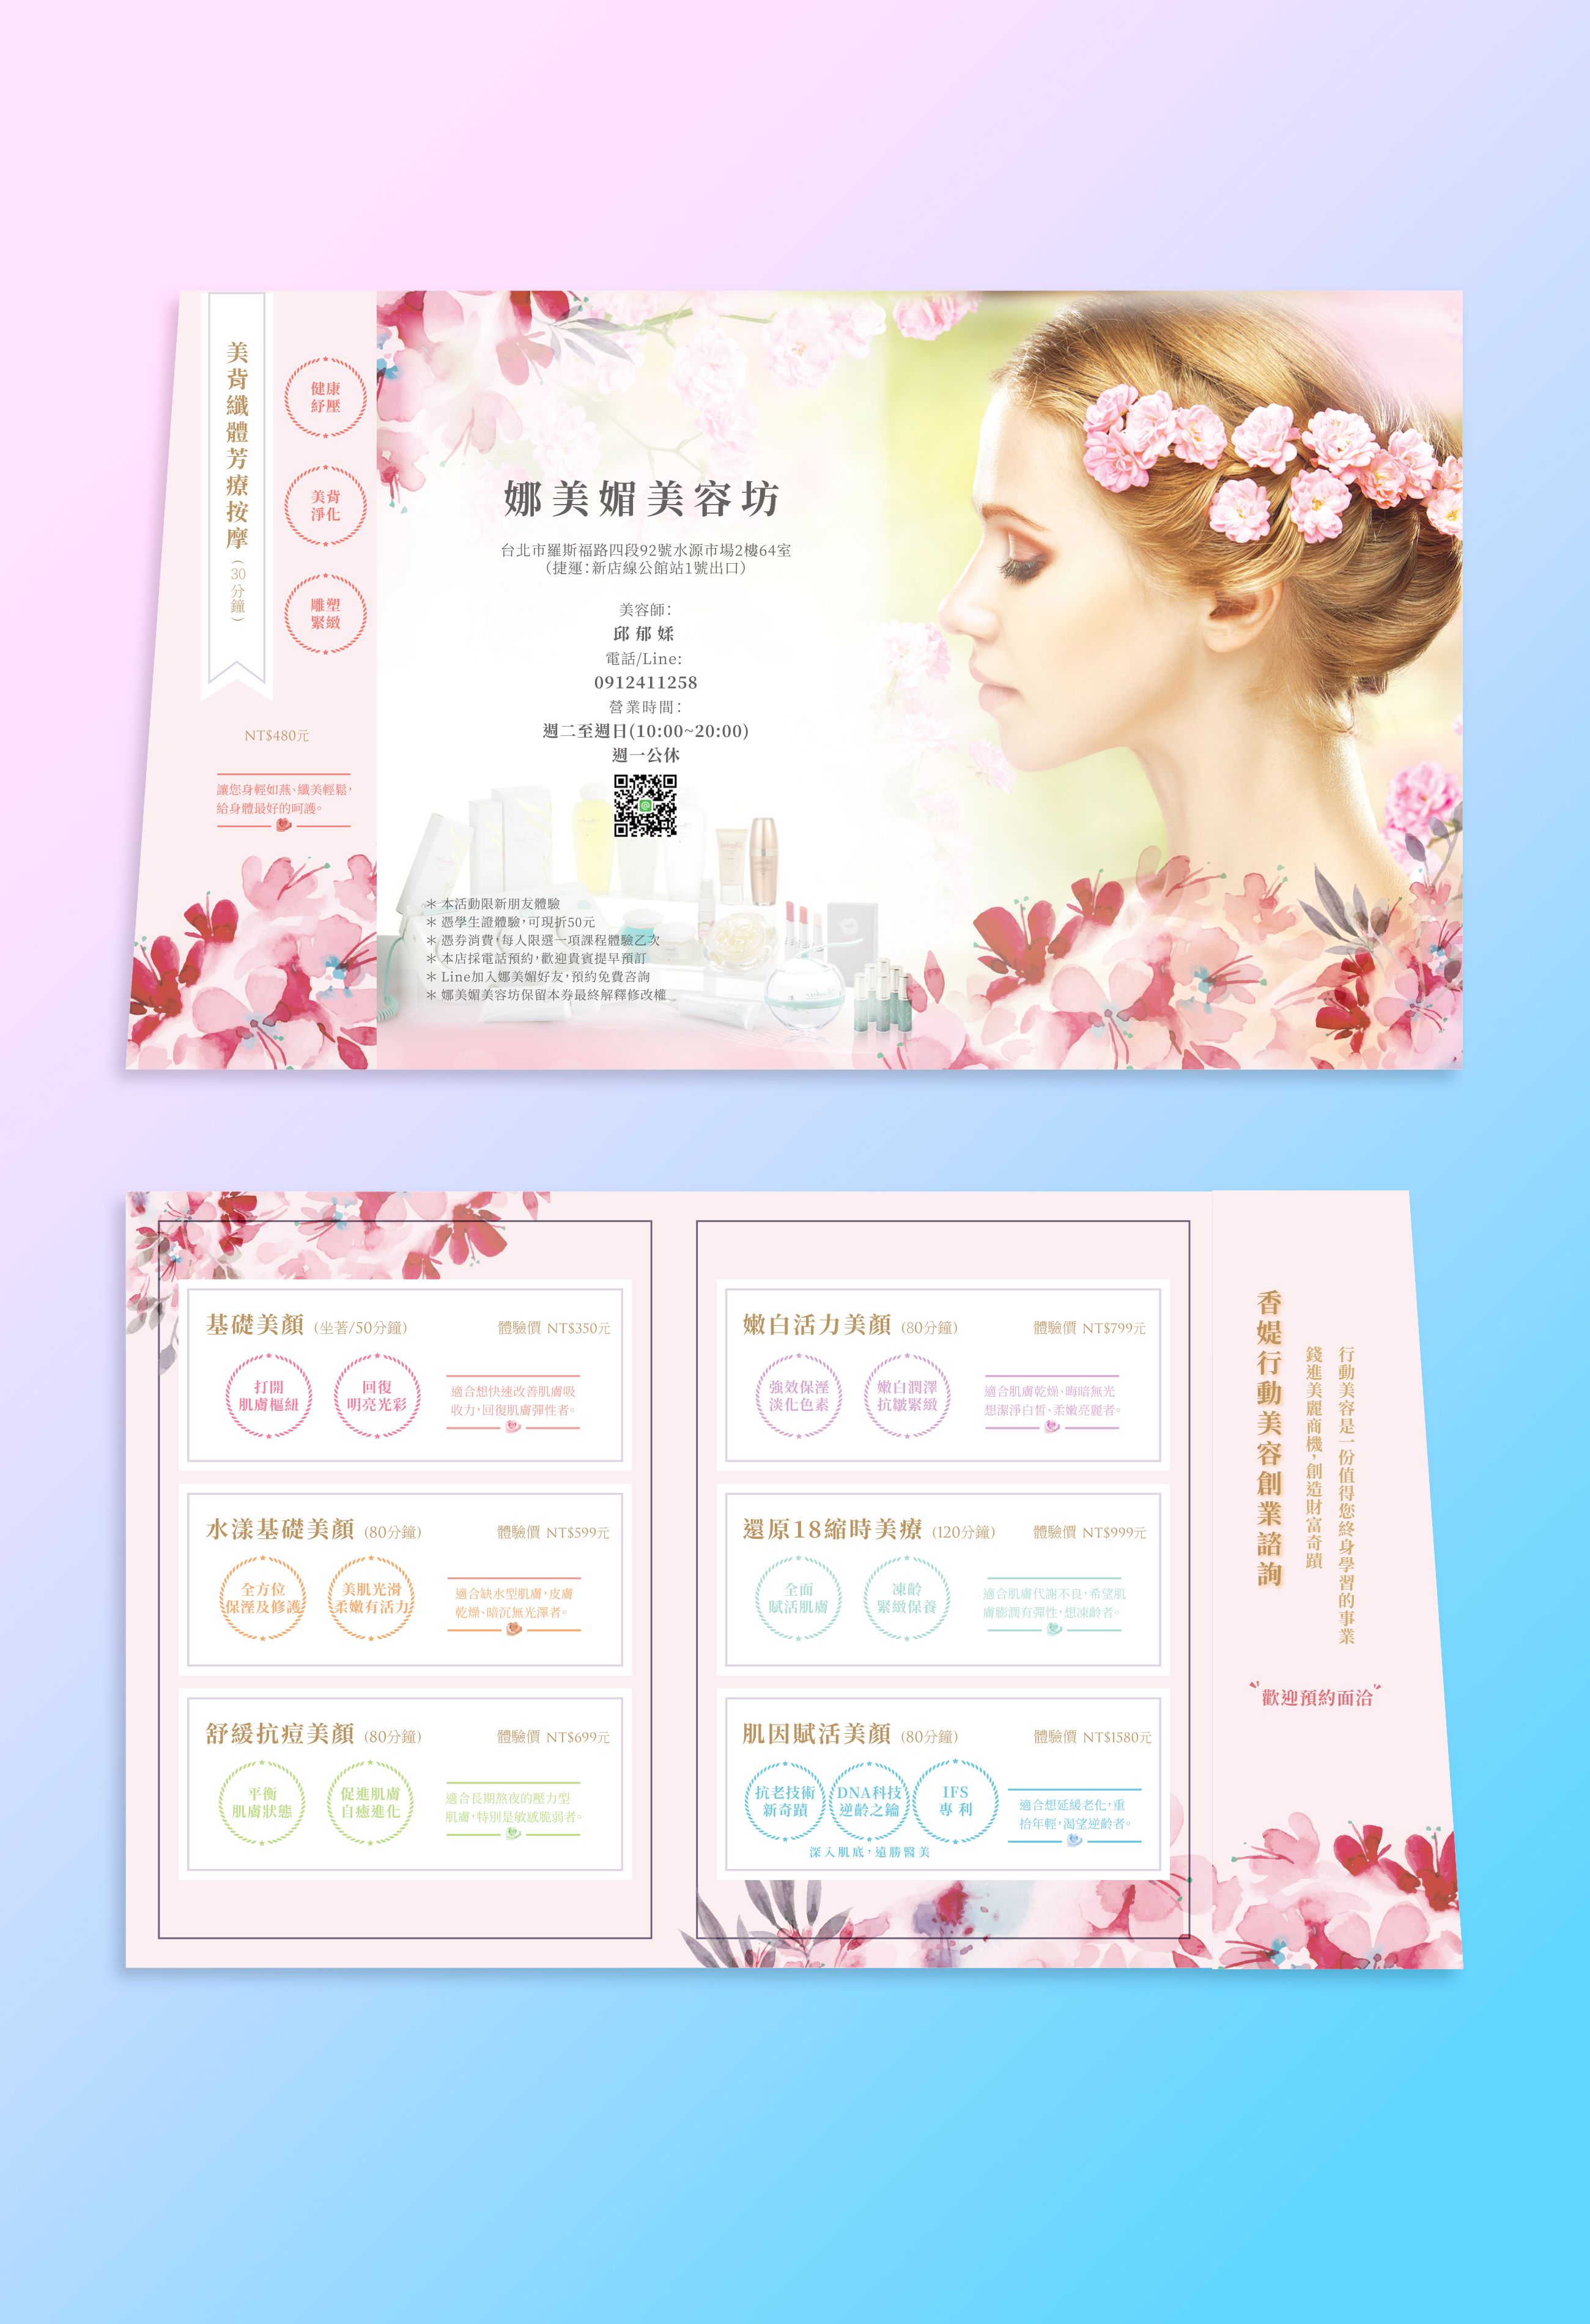 美背纖體芳療按摩(30分鐘)
健康
紓壓
美背
淨化
雕塑
緊緻
NT$480元
讓您身輕如燕、纖美輕鬆,
給身體最好的呵護。
娜美媚美容坊
台北市羅斯福路四段92號水源市場2樓64室
(捷運:新店線公館站1號出口)
美容師:
邱郁媃
電話/Line:
0912411258
營業時間:
週二至週日(10:00~20:00)
週一公休
＊ 本活動限新朋友體驗
＊ 憑學生證體驗,可現折50元
＊ 憑券消費,每人限選一項課程體驗乙次
＊ 本店採電話預約,歡迎貴賓提早預訂
＊ Line加入娜美媚好友,預約免費咨詢
＊ 娜美媚美容坊保留本券最終解釋修改權
基礎美顏 (坐著/50分鐘) 體驗價 NT$350元
打開
肌膚樞紐
回復
明亮光彩
適合想快速改善肌膚吸
收力,回復肌膚彈性者。
水漾基礎美顏 (80分鐘) 體驗價 NT$599元
全方位
保溼及修護
美肌光滑
柔嫩有活力
適合缺水型肌膚,皮膚
乾燥、暗沉無光澤者。
舒緩抗痘美顏 (80分鐘) 體驗價 NT$699元
平衡
肌膚狀態
促進肌膚
自癒進化
適合長期熬夜的壓力型
肌膚,特別是敏感脆弱者。
嫩白活力美顏 (80分鐘) 體驗價 NT$799元
強效保溼
淡化色素
嫩白潤澤
抗皺緊緻
適合肌膚乾燥、晦暗無光
想潔淨白皙、柔嫩亮麗者。
還原18縮時美療 (120分鐘) 體驗價 NT$999元
全面
賦活肌膚
凍齡
緊緻保養
適合肌膚代謝不良,希望肌
膚膨潤有彈性,想凍齡者。
肌因賦活美顏 (80分鐘) 體驗價 NT$1580元
抗老技術
新奇蹟
DNA科技
逆齡之鑰
IFS
專利
深入肌底,遠勝醫美
適合想延緩老化,重
拾年輕,渴望逆齡者。
香媞行動美容創業諮詢
行動美容是一份值得您終身學習的事業
錢進美麗商機,創造財富奇蹟
歡迎預約面洽